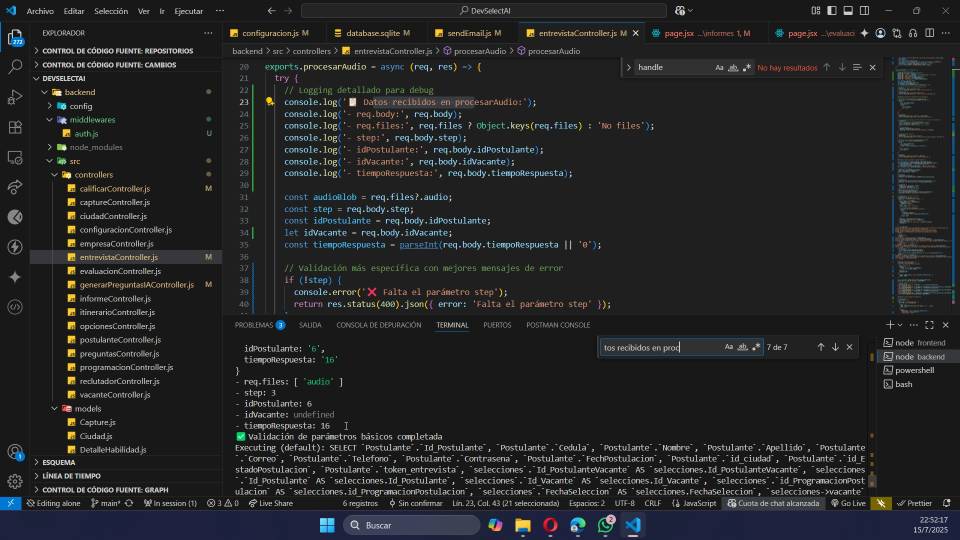 Archivo Editar Selección Ver Ir Ejecutar ...
DevSelectAI
EXPLORADOR
CONTROL DE CÓDIGO FUENTE: REPOSITORIOS
CONTROL DE CÓDIGO FUENTE: CAMBIOS
DEVSELECTAI
backend
config
middlewares
auth.js U
node_modules
src
controllers
calificarController.js M
captureController.js
ciudadController.js
configuracionController.js
empresaController.js
entrevistaController.js M
evaluacionController.js
generarPreguntasIAController.js M
informeController.js
itinerarioController.js
opcionesController.js
postulanteController.js
preguntasController.js
programacionController.js
reclutadorController.js
vacanteController.js
models
Capture.js
Ciudad.js
DetalleHabilidad.js
ESQUEMA
LÍNEA DE TIEMPO
CONTROL DE CÓDIGO FUENTE: GRAPH
272
1
configuracion.js
database.sqlite
sendEmail.js
entrevistaController.js M
page.jsx ...\informes 1, M
page.jsx ...\evaluaci
backend > src > controllers > entrevistaController.js > procesarAudio > procesarAudio
handle
No hay resultados
20 exports.procesarAudio = async (req, res) => {
21 try {
22 // Logging detallado para debug
23 console.log('📋 Datos recibidos en procesarAudio:');
24 console.log('- req.body:', req.body);
25 console.log('- req.files:', req.files ? Object.keys(req.files) : 'No files');
26 console.log('- step:', req.body.step);
27 console.log('- idPostulante:', req.body.idPostulante);
28 console.log('- idVacante:', req.body.idVacante);
29 console.log('- tiempoRespuesta:', req.body.tiempoRespuesta);
30
31 const audioBlob = req.files?.audio;
32 const step = req.body.step;
33 const idPostulante = req.body.idPostulante;
34 let idVacante = req.body.idVacante;
35 const tiempoRespuesta = parseInt(req.body.tiempoRespuesta || '0');
36
37 // Validación más específica con mejores mensajes de error
38 if (!step) {
39 console.error('❌ Falta el parámetro step');
40 return res.status(400).json({ error: 'Falta el parámetro step' });
PROBLEMAS 3 SALIDA CONSOLA DE DEPURACIÓN TERMINAL PUERTOS POSTMAN CONSOLE
tos recibidos en proc
7 de 7
node frontend
node backend
powershell
bash
idPostulante: '6',
tiempoRespuesta: '16'
}
- req.files: [ 'audio' ]
- step: 3
- idPostulante: 6
- idVacante: undefined
- tiempoRespuesta: 16
✅ Validación de parámetros básicos completada
Executing (default): SELECT `Postulante`.`Id_Postulante`, `Postulante`.`Cedula`, `Postulante`.`Nombre`, `Postulante`.`Apellido`, `Postulante
`.`Correo`, `Postulante`.`Telefono`, `Postulante`.`Contrasena`, `Postulante`.`FechPostulacion`, `Postulante`.`id_ciudad`, `Postulante`.`id_E
stadoPostulacion`, `Postulante`.`token_entrevista`, `selecciones`.`Id_PostulanteVacante` AS `selecciones.Id_PostulanteVacante`, `selecciones
`.`Id_Postulante` AS `selecciones.Id_Postulante`, `selecciones`.`Id_Vacante` AS `selecciones.Id_Vacante`, `selecciones`.`id_ProgramacionPost
ulacion` AS `selecciones.id_ProgramacionPostulacion`, `selecciones`.`FechaSeleccion` AS `selecciones.FechaSeleccion`, `selecciones->vacante`
Editing alone main* In session (1) 3 0 Live Share 6 registros Sin confirmar Lín. 23, Col. 43 (21 seleccionada) Espacios: 2 UTF-8 CRLF JavaScript Cuota de chat alcanzada Go Live Prettier
Buscar
2
22:52:17
15/7/2025